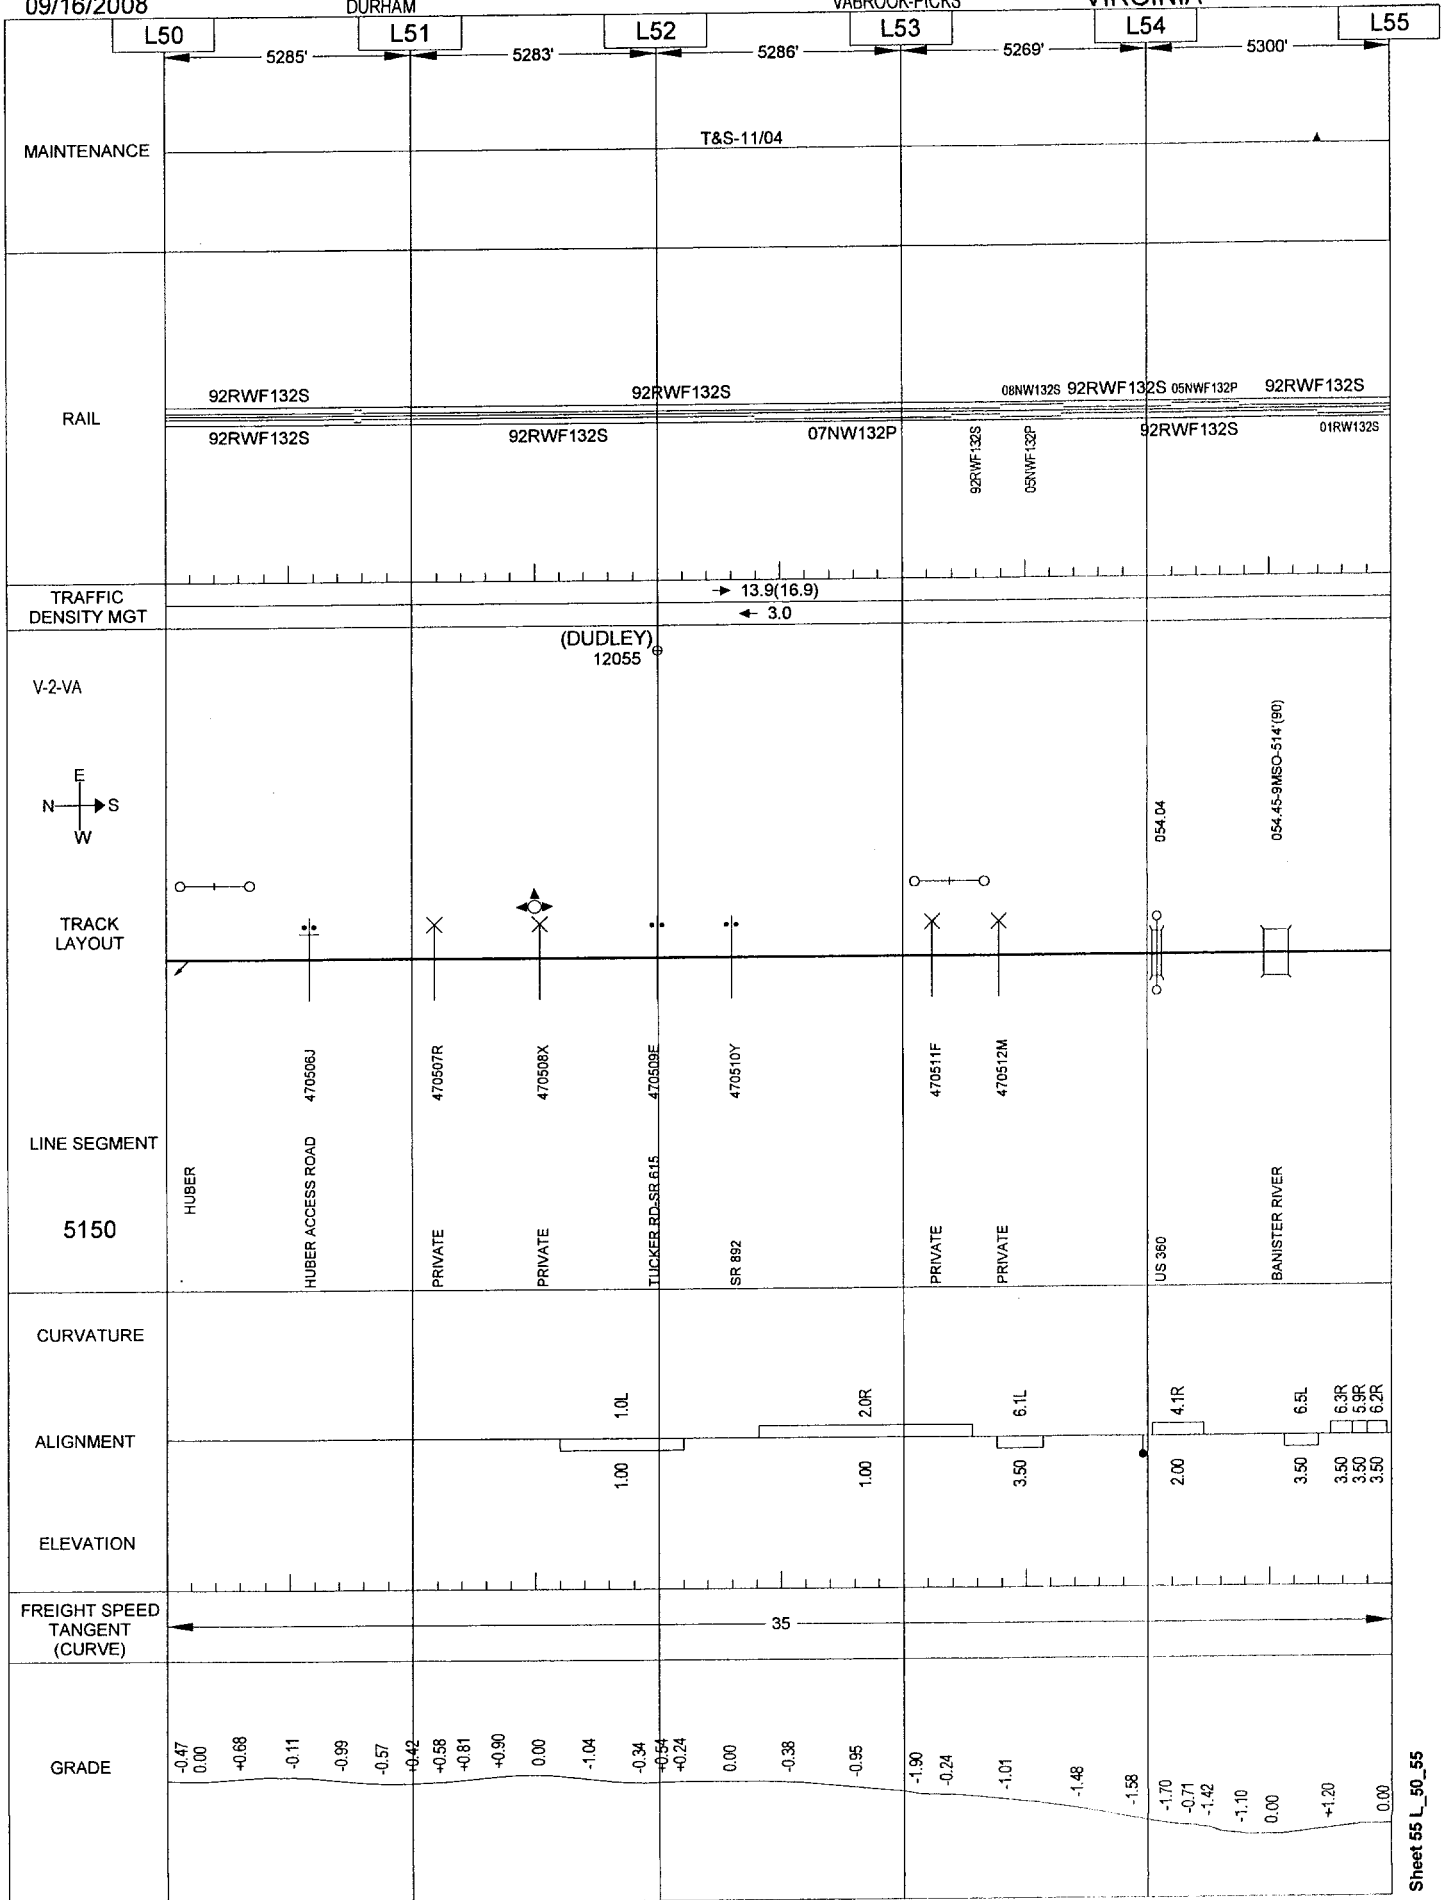 09/16/2008
DURHAM
VABROOK-PICKS
VIRGINIA
L50
L51
L52
L53
L54
L55
5285'
5283'
5286'
5269'
5300'
MAINTENANCE
T&S-11/04
RAIL
92RWF132S
92RWF132S
08NW132S
92RWF132S
05NWF132P
92RWF132S
92RWF132S
92RWF132S
07NW132P
92RWF132S
05NWF132P
92RWF132S
01RW132S
TRAFFIC
DENSITY MGT
13.9(16.9)
3.0
(DUDLEY)
12055
V-2-VA
E
N
S
W
054.04
054.45-9MSO-514'(90)
TRACK
LAYOUT
470506J
470507R
470508X
470509E
470510Y
470511F
470512M
LINE SEGMENT
5150
HUBER
HUBER ACCESS ROAD
PRIVATE
PRIVATE
TUCKER RD-SR 615
SR 892
PRIVATE
PRIVATE
US 360
BANISTER RIVER
CURVATURE
1.0L
2.0R
6.1L
4.1R
6.5L
6.3R
5.9R
6.2R
ALIGNMENT
1.00
1.00
3.50
2.00
3.50
3.50
3.50
3.50
ELEVATION
FREIGHT SPEED
TANGENT
(CURVE)
35
GRADE
-0.47
0.00
+0.68
-0.11
-0.99
-0.57
+0.42
+0.58
+0.81
+0.90
0.00
-1.04
-0.34
+0.54
+0.24
0.00
-0.38
-0.95
-1.90
-0.24
-1.01
-1.48
-1.58
-1.70
-0.71
-1.42
-1.10
0.00
+1.20
0.00
Sheet 55 L_50_55